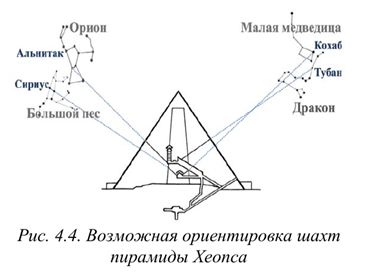 Орион
Альнитак
Сириус
Большой пес
Малая медведица
Кохаб
Тубан
Дракон
Рис. 4.4. Возможная ориентировка шахт
пирамиды Хеопса